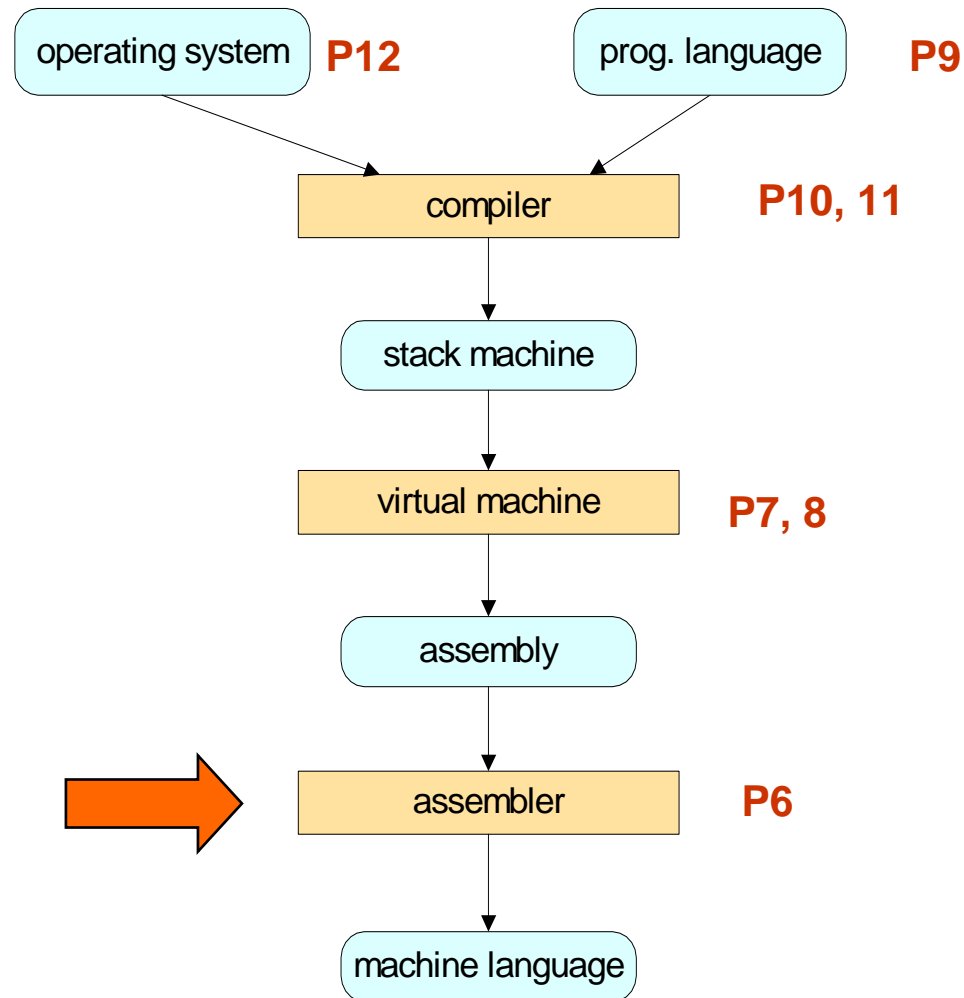 operating system
P12
prog. language
P9
compiler
P10, 11
stack machine
virtual machine
P7, 8
assembly
assembler
P6
machine language